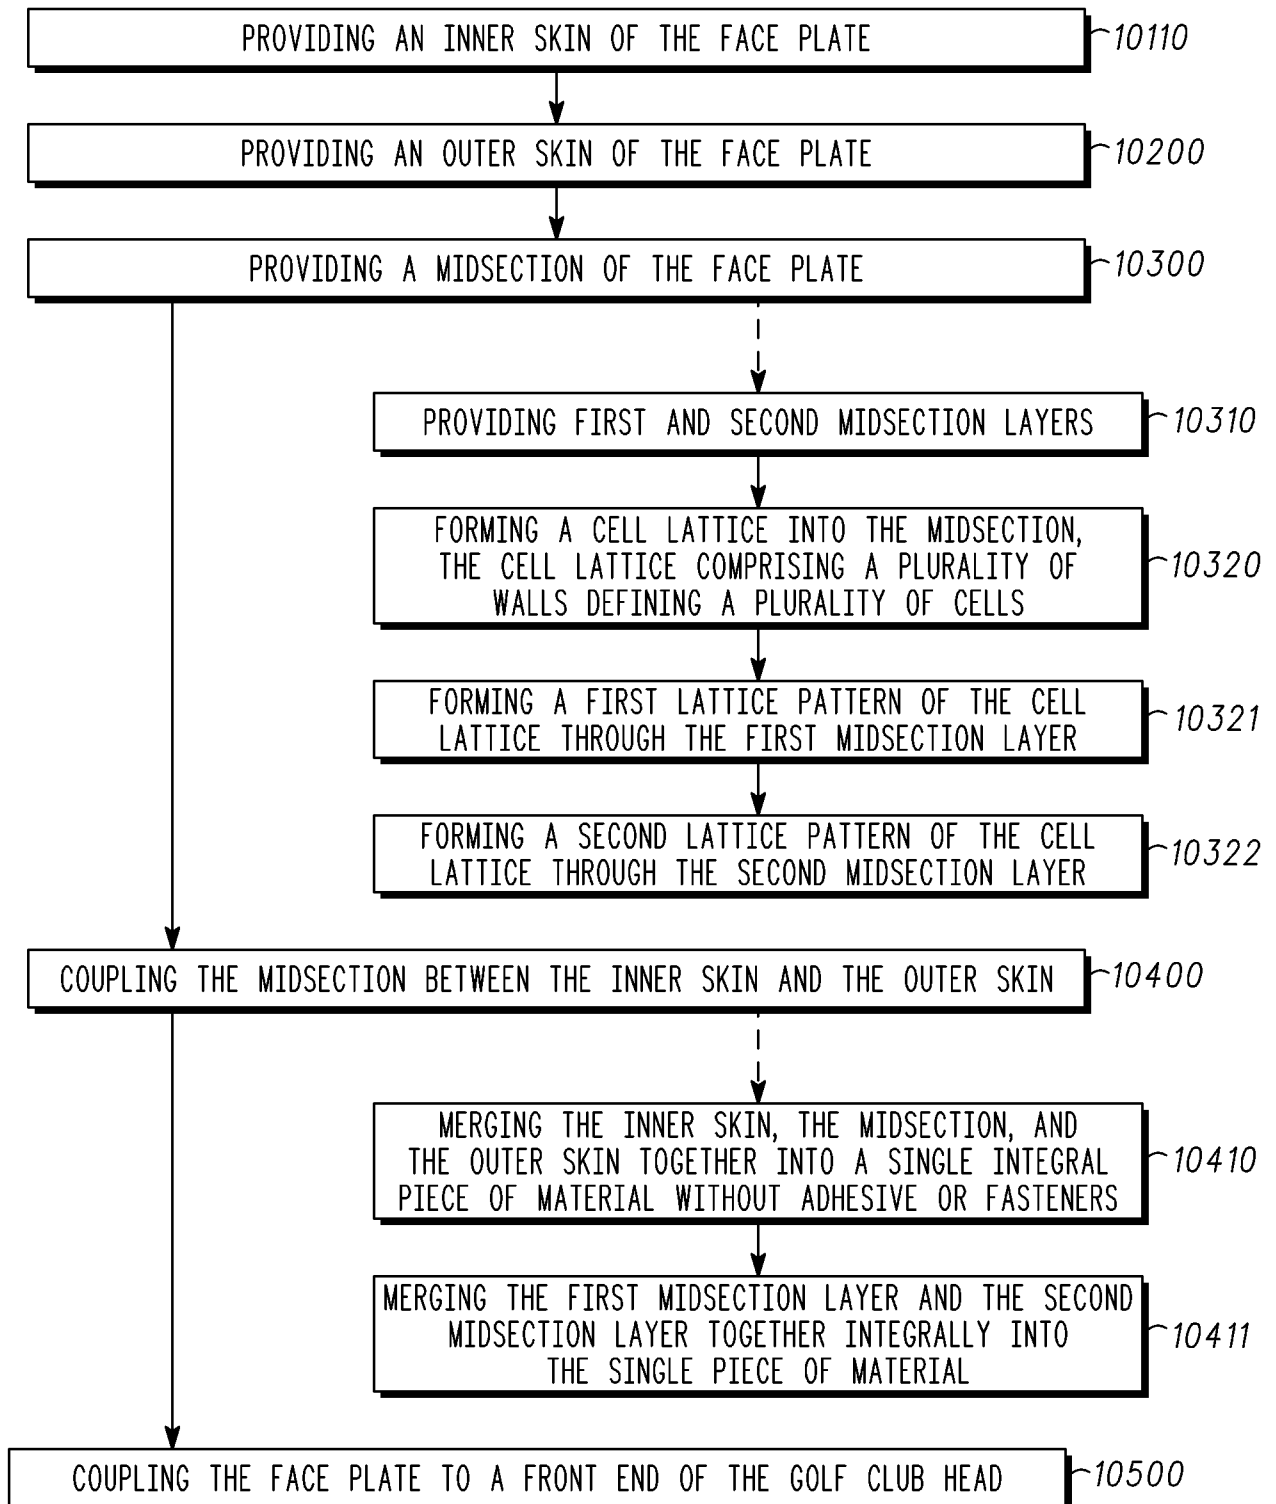 PROVIDING AN INNER SKIN OF THE FACE PLATE
10110
PROVIDING AN OUTER SKIN OF THE FACE PLATE
10200
PROVIDING A MIDSECTION OF THE FACE PLATE
10300
PROVIDING FIRST AND SECOND MIDSECTION LAYERS
10310
FORMING A CELL LATTICE INTO THE MIDSECTION,
THE CELL LATTICE COMPRISING A PLURALITY OF
WALLS DEFINING A PLURALITY OF CELLS
10320
FORMING A FIRST LATTICE PATTERN OF THE CELL
LATTICE THROUGH THE FIRST MIDSECTION LAYER
10321
FORMING A SECOND LATTICE PATTERN OF THE CELL
LATTICE THROUGH THE SECOND MIDSECTION LAYER
10322
COUPLING THE MIDSECTION BETWEEN THE INNER SKIN AND THE OUTER SKIN
10400
MERGING THE INNER SKIN, THE MIDSECTION, AND
THE OUTER SKIN TOGETHER INTO A SINGLE INTEGRAL
PIECE OF MATERIAL WITHOUT ADHESIVE OR FASTENERS
10410
MERGING THE FIRST MIDSECTION LAYER AND THE SECOND
MIDSECTION LAYER TOGETHER INTEGRALLY INTO
THE SINGLE PIECE OF MATERIAL
10411
COUPLING THE FACE PLATE TO A FRONT END OF THE GOLF CLUB HEAD
10500